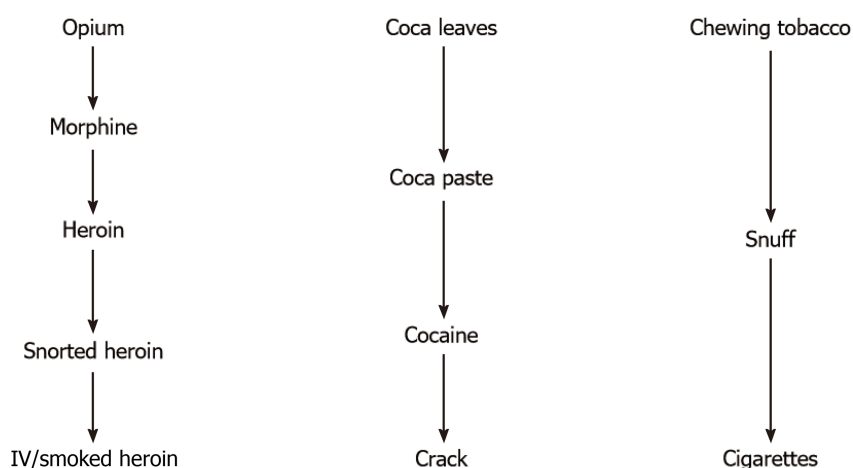 Opium
Morphine
Heroin
Snorted heroin
IV/smoked heroin
Coca leaves
Coca paste
Cocaine
Crack
Chewing tobacco
Snuff
Cigarettes